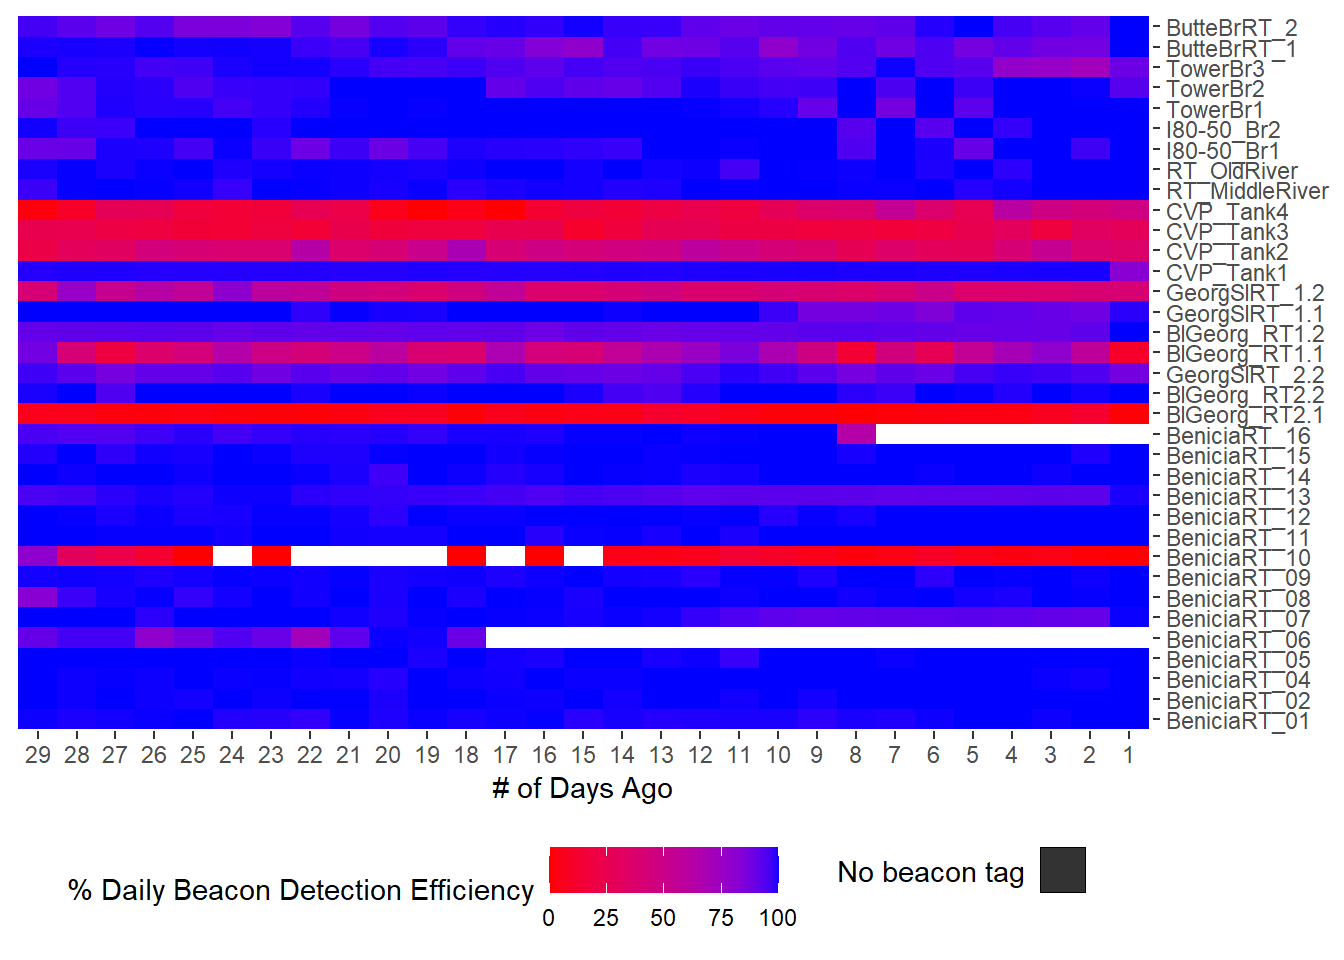 ButteBrRT_2
ButteBrRT_1
TowerBr3
TowerBr2
TowerBr1
I80-50_Br2
I80-50_Br1
RT_OldRiver
RT_MiddleRiver
CVP_Tank4
CVP_Tank3
CVP_Tank2
CVP_Tank1
GeorgSlRT_1.2
GeorgSlRT_1.1
BlGeorg_RT1.2
BlGeorg_RT1.1
GeorgSlRT_2.2
BlGeorg_RT2.2
BlGeorg_RT2.1
BeniciaRT_16
BeniciaRT_15
BeniciaRT_14
BeniciaRT_13
BeniciaRT_12
BeniciaRT_11
BeniciaRT_10
BeniciaRT_09
BeniciaRT_08
BeniciaRT_07
BeniciaRT_06
BeniciaRT_05
BeniciaRT_04
BeniciaRT_02
BeniciaRT_01
29 28 27 26 25 24 23 22 21 20 19 18 17 16 15 14 13 12 11 10 9 8 7 6 5 4 3 2 1
# of Days Ago
% Daily Beacon Detection Efficiency
0 25 50 75 100
No beacon tag